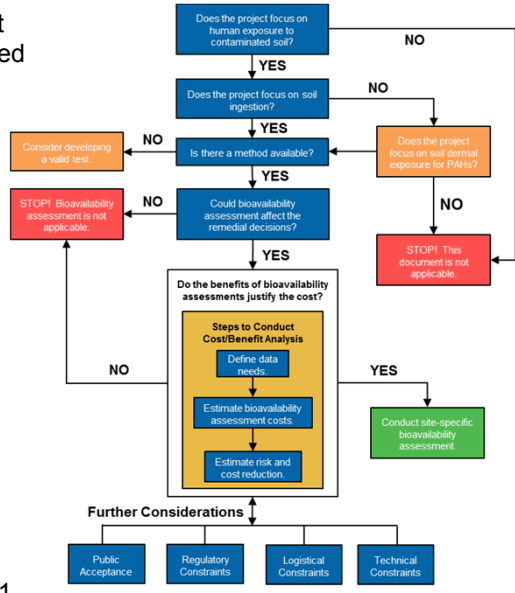 t
ed
Does the project focus on
human exposure to
contaminated soil?
NO
YES
Does the project focus on soil
ingestion?
NO
YES
Consider developing
a valid test.
NO
Is there a method available?
Does the project
focus on soil dermal
exposure for PAHs?
YES
STOP! Bioavailability
assessment is not
applicable.
NO
Could bioavailability
assessment affect the
remedial decisions?
NO
STOP! This
document is not
applicable.
YES
Do the benefits of bioavailability
assessments justify the cost?
Steps to Conduct
Cost/Benefit Analysis
Define data
needs.
NO
YES
Estimate bioavailability
assessment costs.
Conduct site-specific
bioavailability
assessment.
Estimate risk and
cost reduction.
Further Considerations
Public
Acceptance
Regulatory
Constraints
Logistical
Constraints
Technical
Constraints